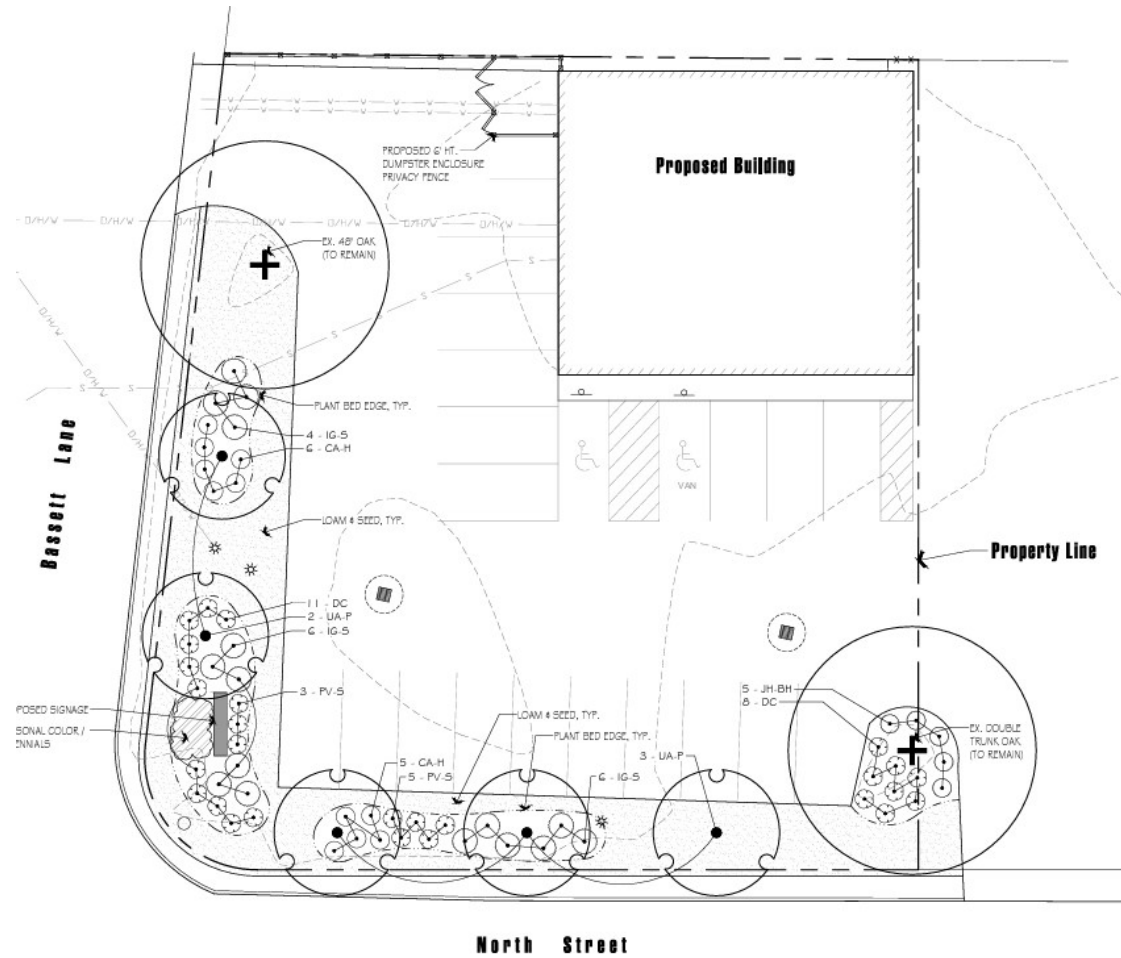 PROPOSED 6' HT.
DUMPSTER ENCLOSURE
PRIVACY FENCE
Proposed Building
O/H/W O/H/W O/H/W O/H/W O/H/W
EX. 48" OAK
(TO REMAIN)
S
S
O/H/W
O/H/W
O/H/W
S S
PLANT BED EDGE, TYP.
4 - IG-S
6 - CA-H
VAN
Bassett Lane
LOAM & SEED, TYP.
Property Line
11 - DC
2 - UA-P
6 - IG-S
3 - PV-S
POSED SIGNAGE
SONAL COLOR /
ENNIALS
5 - JH-BH
8 - DC
EX. DOUBLE
TRUNK OAK
(TO REMAIN)
LOAM & SEED, TYP.
PLANT BED EDGE, TYP.
3 - UA-P
5 - CA-H
5 - PV-S
6 - IG-S
North Street